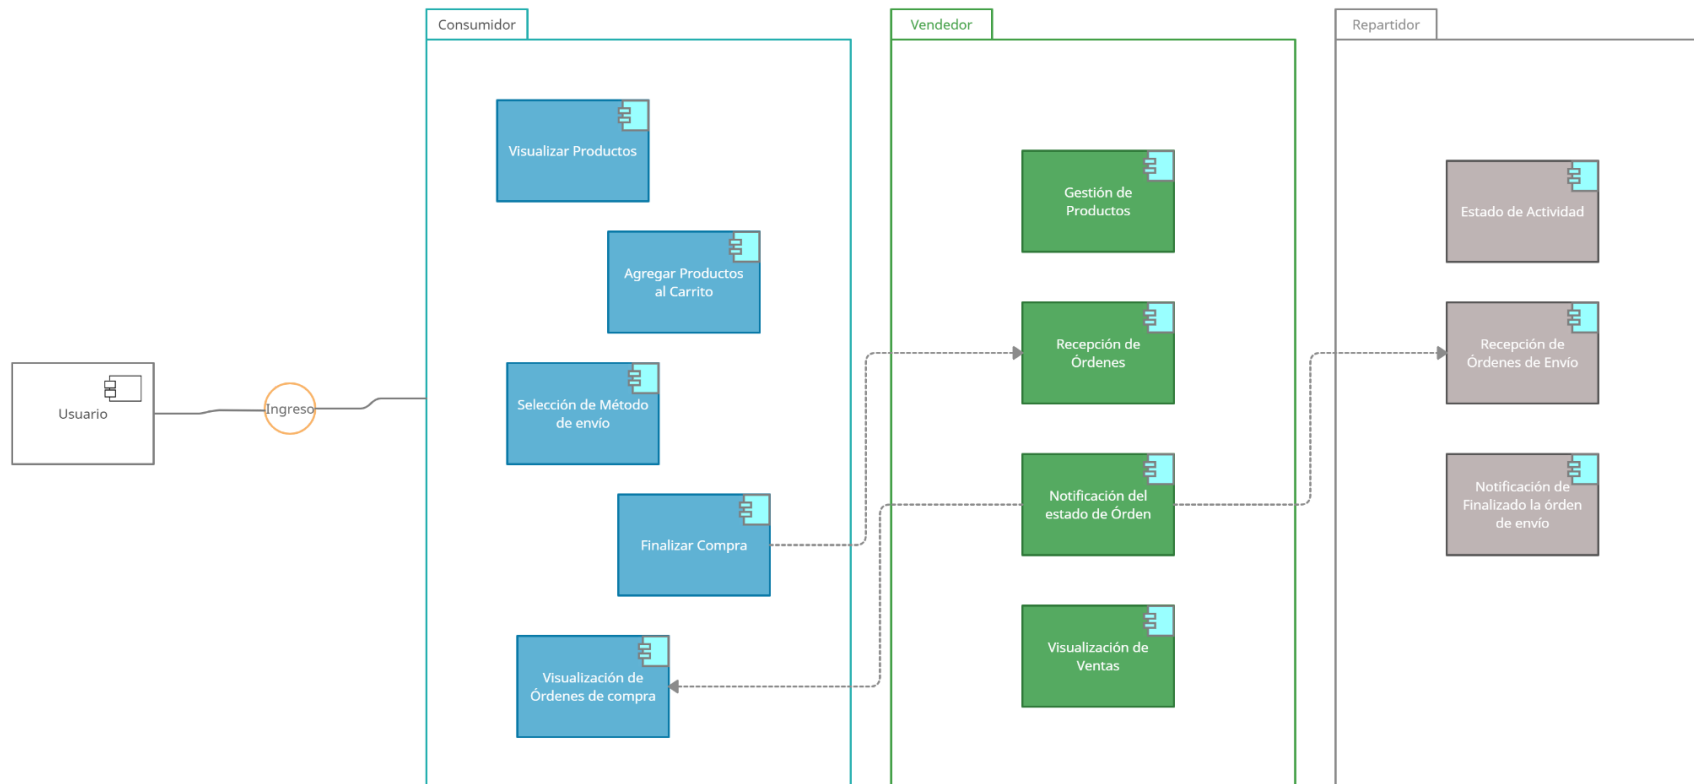 Consumidor
Vendedor
Repartidor
Visualizar Productos
Agregar Productos
al Carrito
Selección de Método
de envío
Finalizar Compra
Visualización de
Órdenes de compra
Usuario
Ingreso
Gestión de
Productos
Recepción de
Órdenes
Notificación del
estado de Órden
Visualización de
Ventas
Estado de Actividad
Recepción de
Órdenes de Envío
Notificación de
Finalizado la órden
de envío